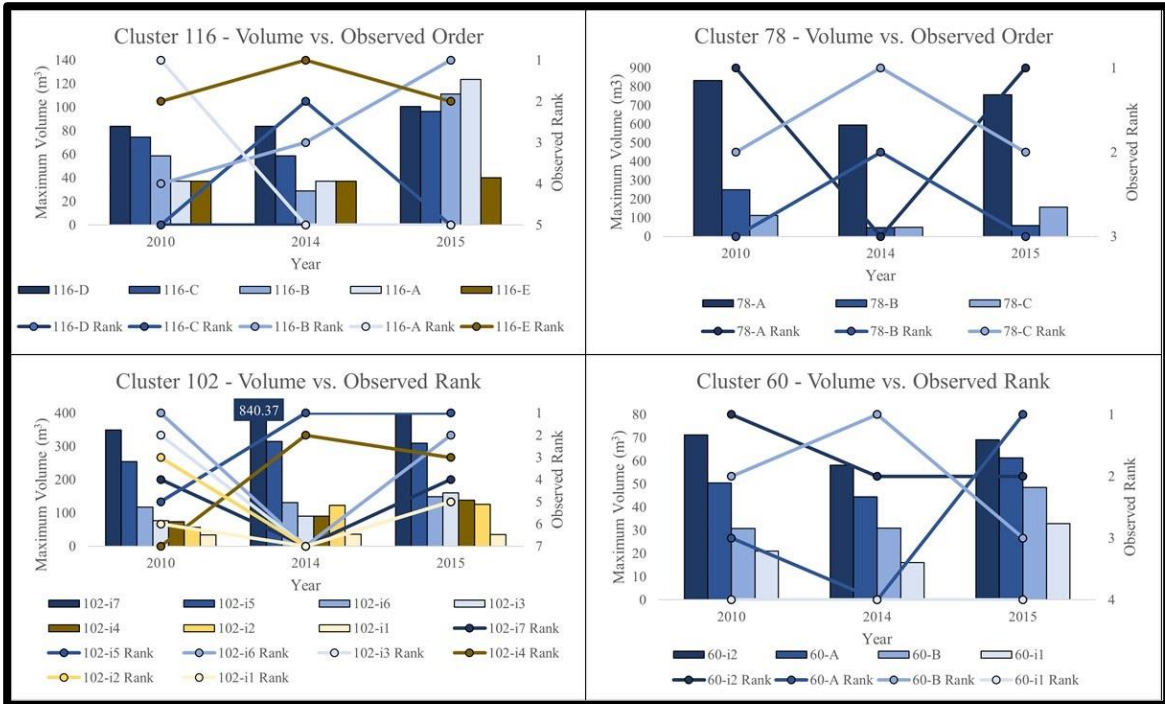 Cluster 116 - Volume vs. Observed Order
Maximum Volume (m³)
140
120
100
80
60
40
20
0
1
2
3
4
5
Observed Rank
2010 2014 2015
Year
116-D 116-C 116-B 116-A 116-E
116-D Rank 116-C Rank 116-B Rank 116-A Rank 116-E Rank
Cluster 78 - Volume vs. Observed Order
Maximum Volume (m3)
900
800
700
600
500
400
300
200
100
0
1
2
3
Observed Rank
2010 2014 2015
Year
78-A 78-B 78-C
78-A Rank 78-B Rank 78-C Rank
Cluster 102 - Volume vs. Observed Rank
Maximum Volume (m³)
400
300
200
100
0
840.37
1
2
3
4
5
6
7
Observed Rank
2010 2014 2015
Year
102-i7 102-i5 102-i6 102-i3
102-i4 102-i2 102-i1 102-i7 Rank
102-i5 Rank 102-i6 Rank 102-i3 Rank 102-i4 Rank
102-i2 Rank 102-i1 Rank
Cluster 60 - Volume vs. Observed Rank
Maximum Volume (m³)
80
70
60
50
40
30
20
10
0
1
2
3
4
Observed Rank
2010 2014 2015
Year
60-i2 60-A 60-B 60-i1
60-i2 Rank 60-A Rank 60-B Rank 60-i1 Rank